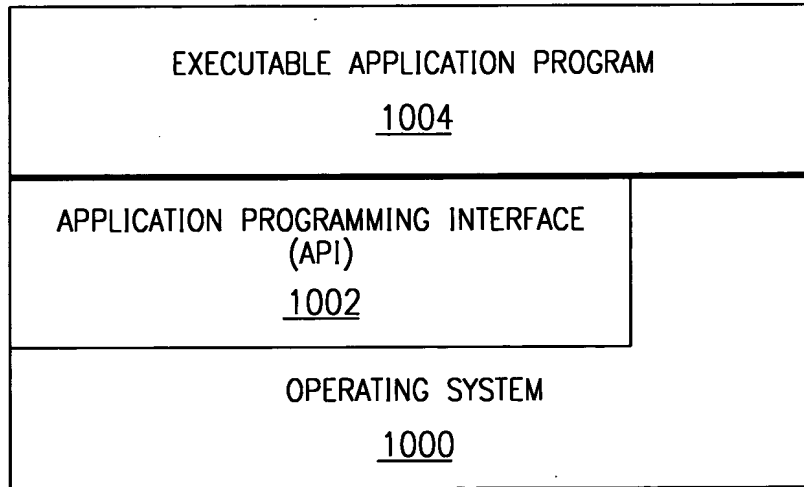 EXECUTABLE APPLICATION PROGRAM
1004
APPLICATION PROGRAMMING INTERFACE
(API)
1002
OPERATING SYSTEM
1000